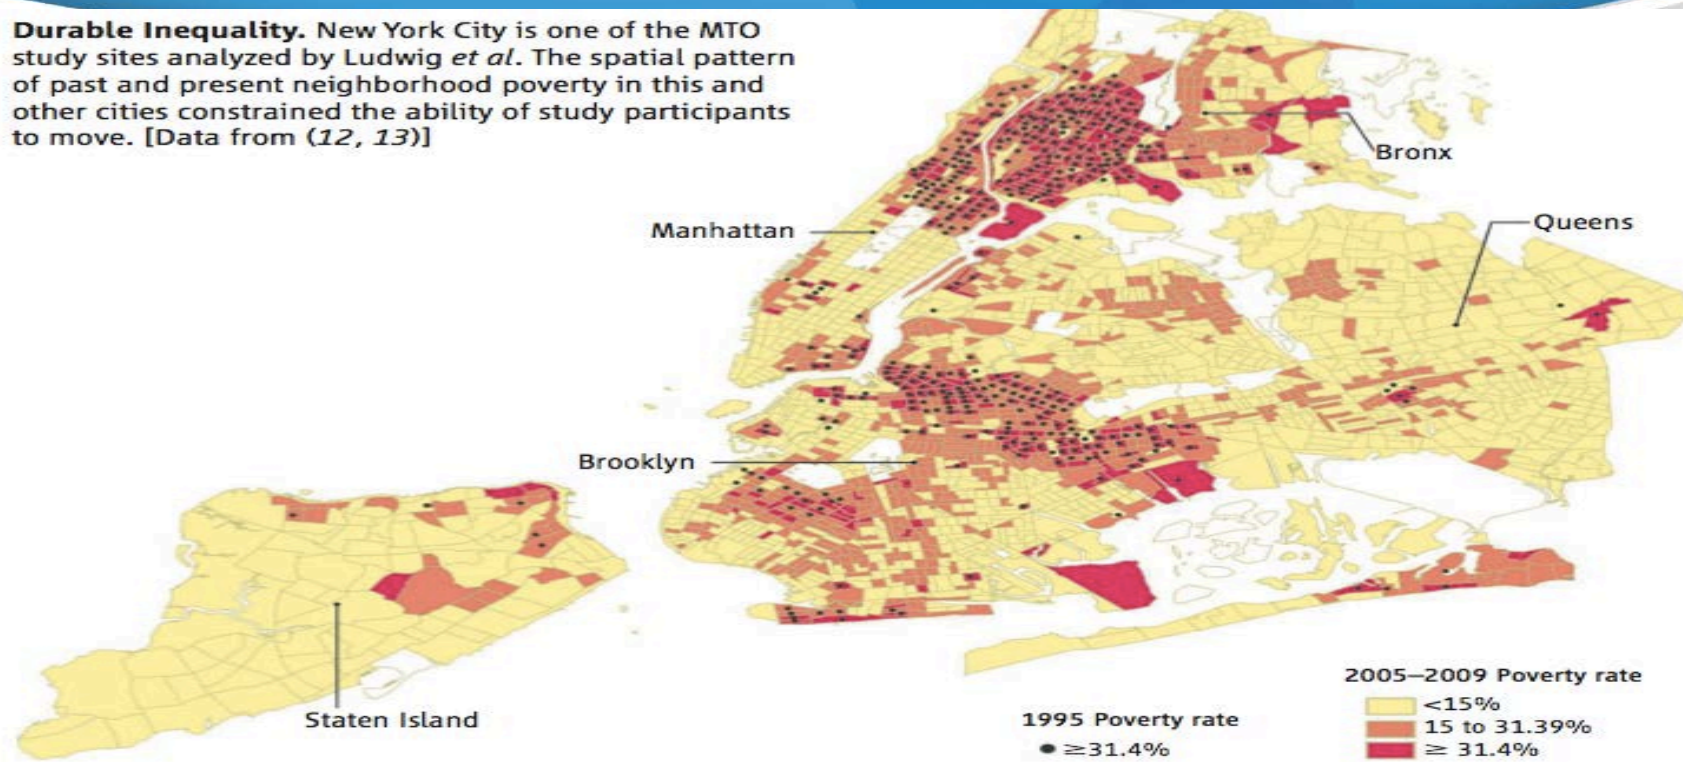 Durable Inequality. New York City is one of the MTO
study sites analyzed by Ludwig et al. The spatial pattern
of past and present neighborhood poverty in this and
other cities constrained the ability of study participants
to move. [Data from (12, 13)]
Bronx
Manhattan
Queens
Brooklyn
Staten Island
1995 Poverty rate
≥31.4%
2005–2009 Poverty rate
<15%
15 to 31.39%
≥ 31.4%